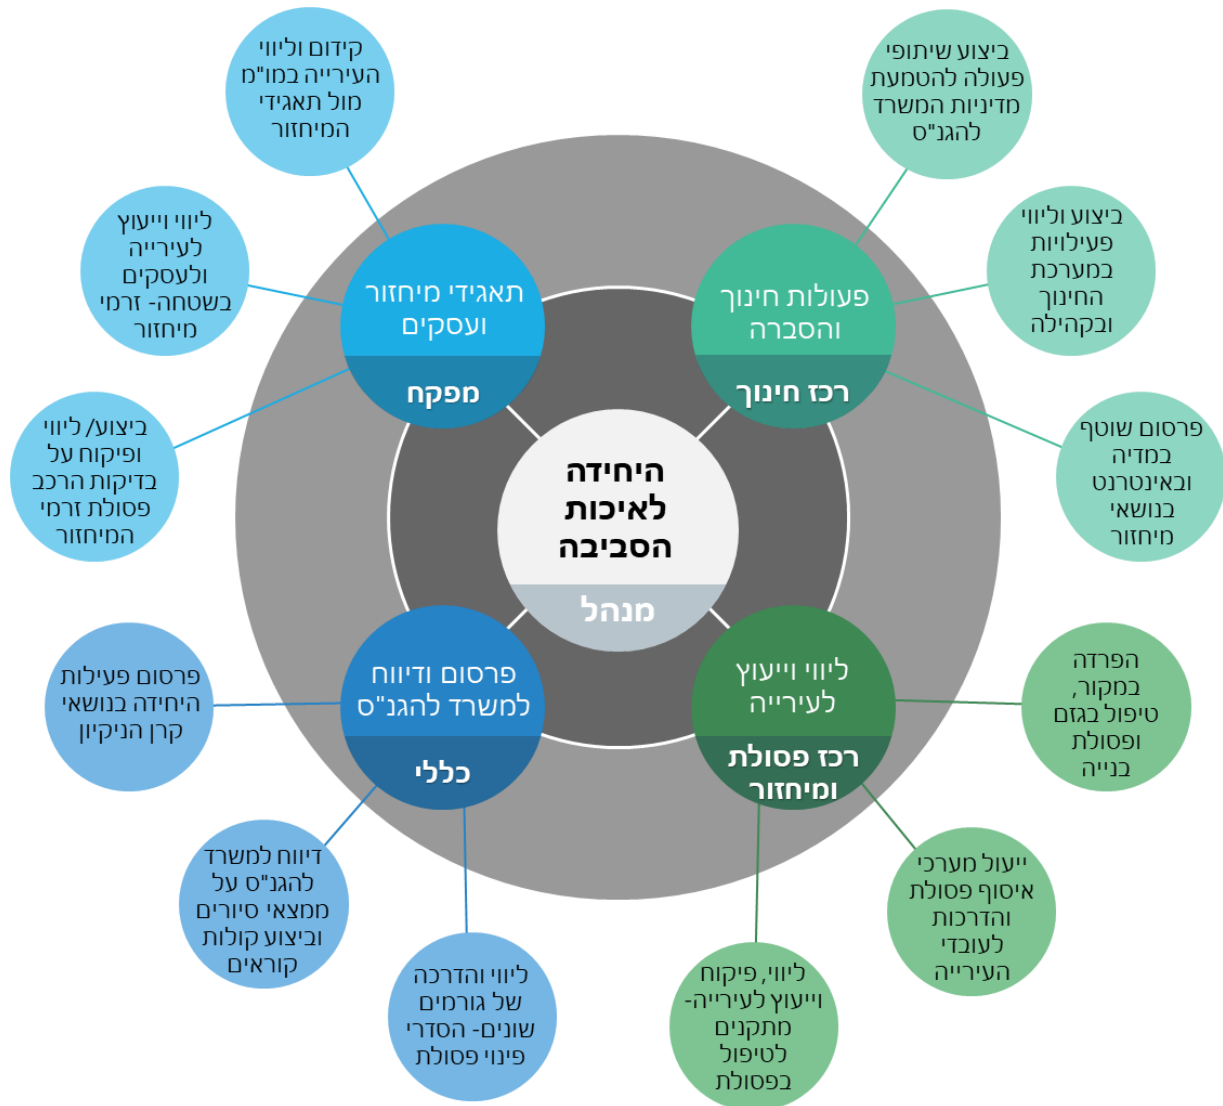 היחידה
לאיכות
הסביבה
מנהל
פעולות חינוך
והסברה
רכז חינוך
ביצוע שיתופי
פעולה להטמעת
מדיניות המשרד
להגנ"ס
ביצוע וליווי
פעילויות
במערכת
החינוך
ובקהילה
פרסום שוטף
במדיה
ובאינטרנט
בנושאי
מיחזור
ליווי וייעוץ
לעירייה
רכז פסולת
ומיחזור
הפרדה
במקור,
טיפול בגזם
ופסולת
בנייה
ייעול מערכי
איסוף פסולת
והדרכות
לעובדי
העירייה
ליווי, פיקוח
וייעוץ לעירייה-
מתקנים
לטיפול
בפסולת
פרסום ודיווח
למשרד להגנ"ס
כללי
ליווי והדרכה
של גורמים
שונים- הסדרי
פינוי פסולת
דיווח למשרד
להגנ"ס על
ממצאי סיורים
וביצוע קולות
קוראים
פרסום פעילות
היחידה בנושאי
קרן הניקיון
תאגידי מיחזור
ועסקים
מפקח
ביצוע/ ליווי
ופיקוח על
בדיקות הרכב
פסולת זרמי
המיחזור
ליווי וייעוץ
לעירייה
ולעסקים
בשטחה- זרמי
מיחזור
קידום וליווי
העירייה במו"מ
מול תאגידי
המיחזור